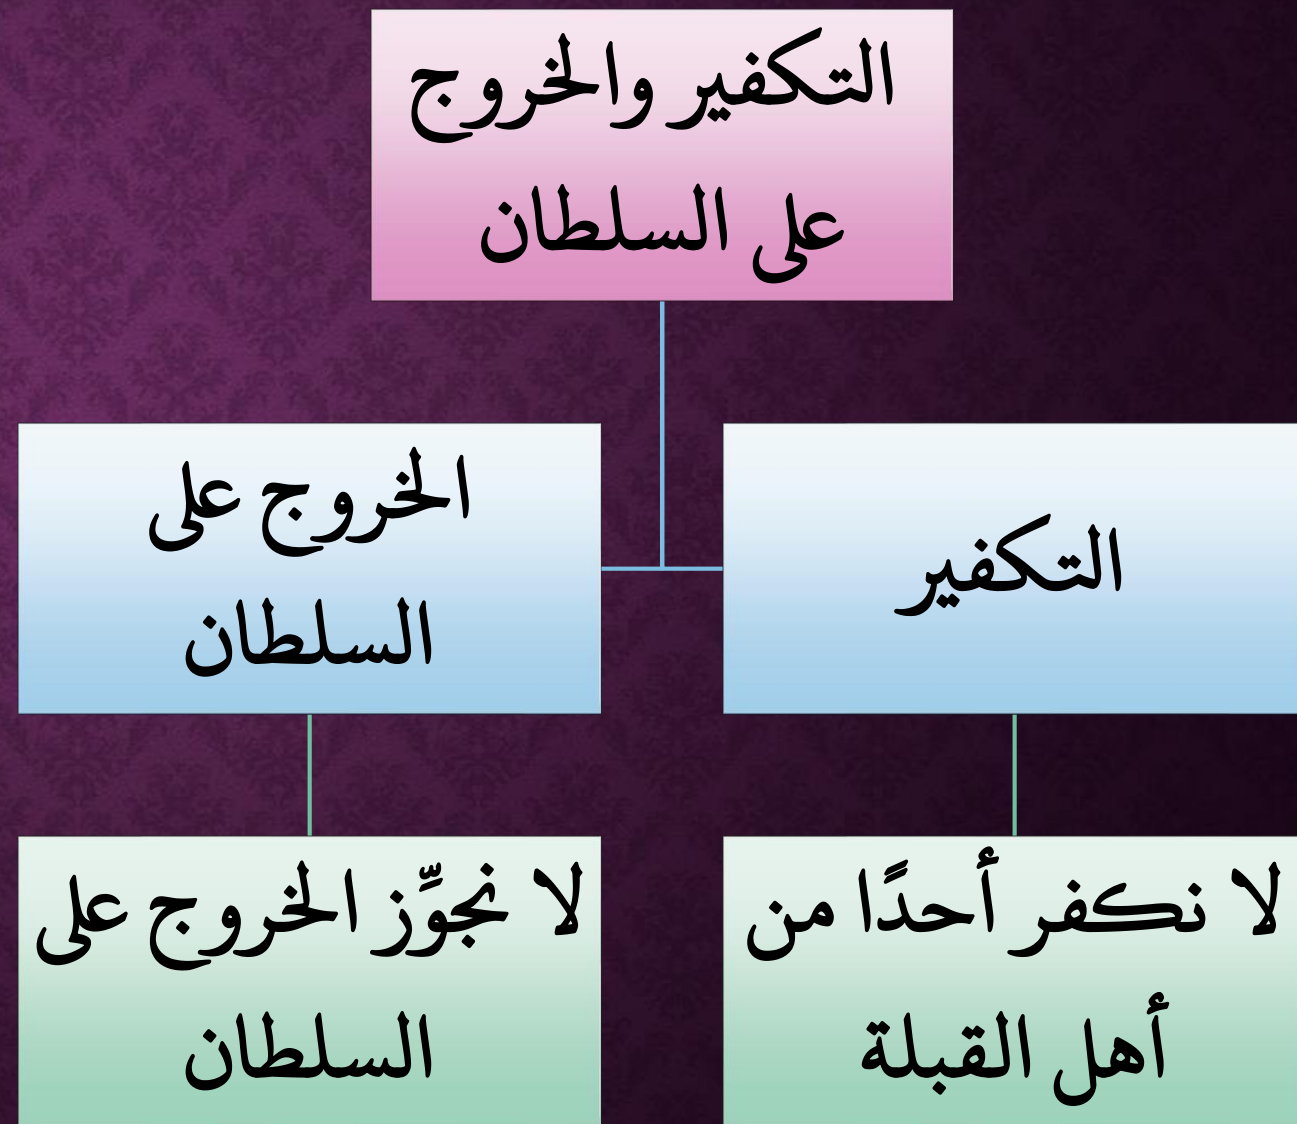 التكفير والخروج
على السلطان
التكفير
الخروج على
السلطان
لا نكفر أحدًا من
أهل القبلة
لا نجوِّز الخروج على
السلطان